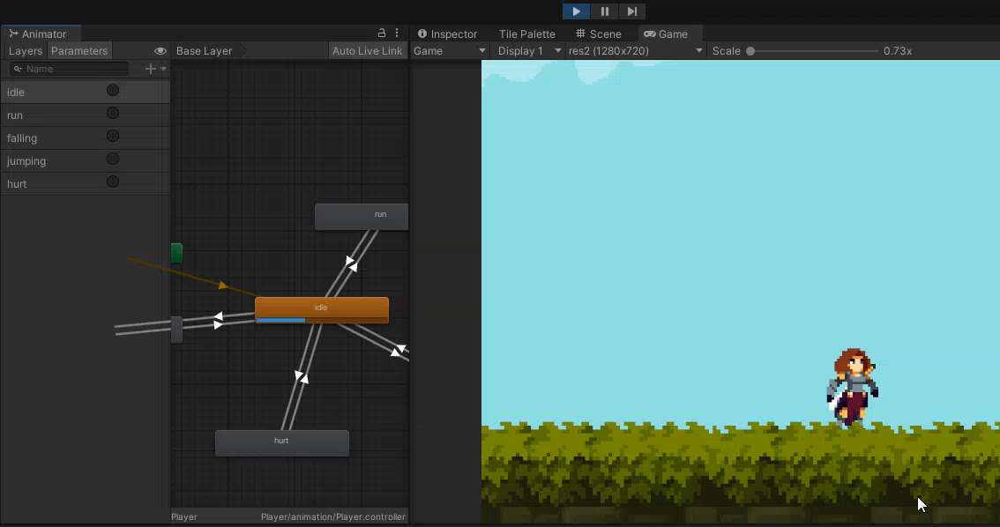 Animator
Inspector
Tile Palette
Scene
Game
Layers
Parameters
Base Layer
Auto Live Link
Game
Display 1
res2 (1280x720)
Scale
0.73x
Name
idle
run
falling
jumping
hurt
run
idle
hurt
Player
Player/animation/Player.controller